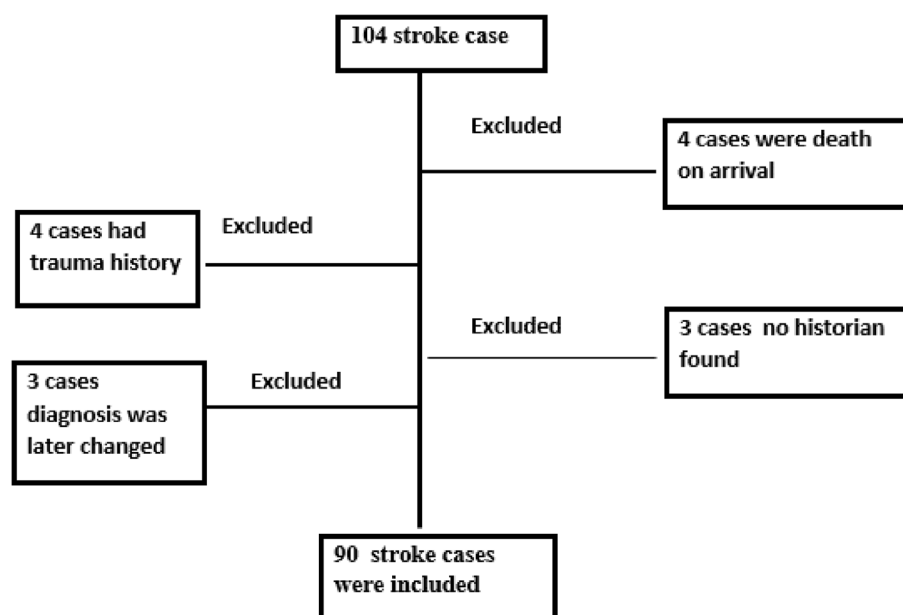 104 stroke case
Excluded
4 cases were death
on arrival
4 cases had
trauma history
Excluded
Excluded
3 cases  no historian
found
3 cases
diagnosis was
later changed
Excluded
90  stroke cases
were included